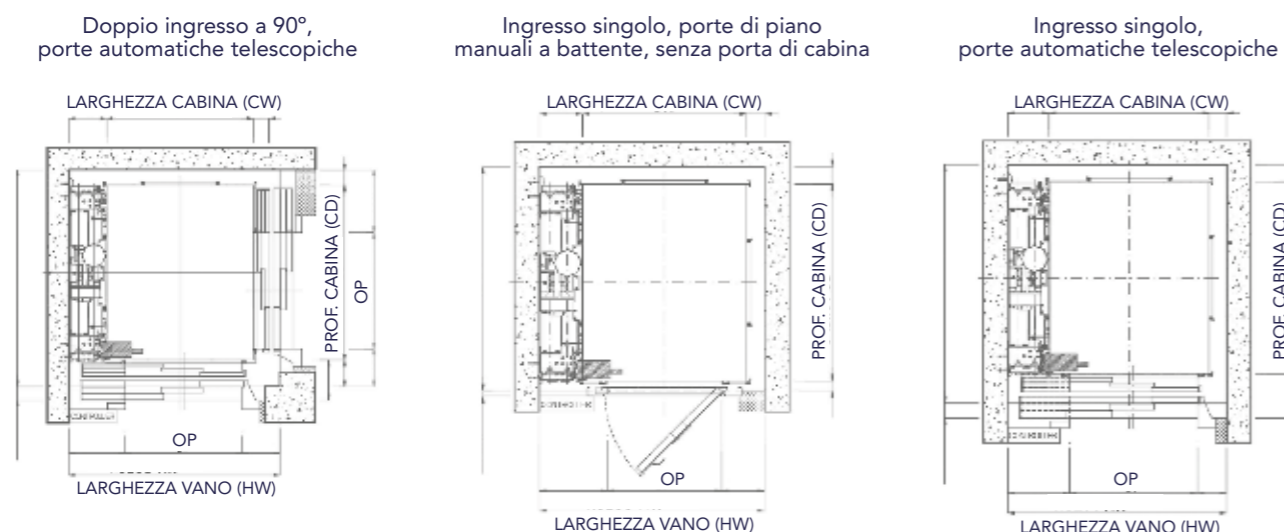 Doppio ingresso a 90°,
porte automatiche telescopiche
LARGHEZZA CABINA (CW)
PROF. CABINA (CD)
OP
OP
LARGHEZZA VANO (HW)
Ingresso singolo, porte di piano
manuali a battente, senza porta di cabina
LARGHEZZA CABINA (CW)
PROF. CABINA (CD)
OP
LARGHEZZA VANO (HW)
Ingresso singolo,
porte automatiche telescopiche
LARGHEZZA CABINA (CW)
PROF. CABINA (CD)
OP
LARGHEZZA VANO (HW)